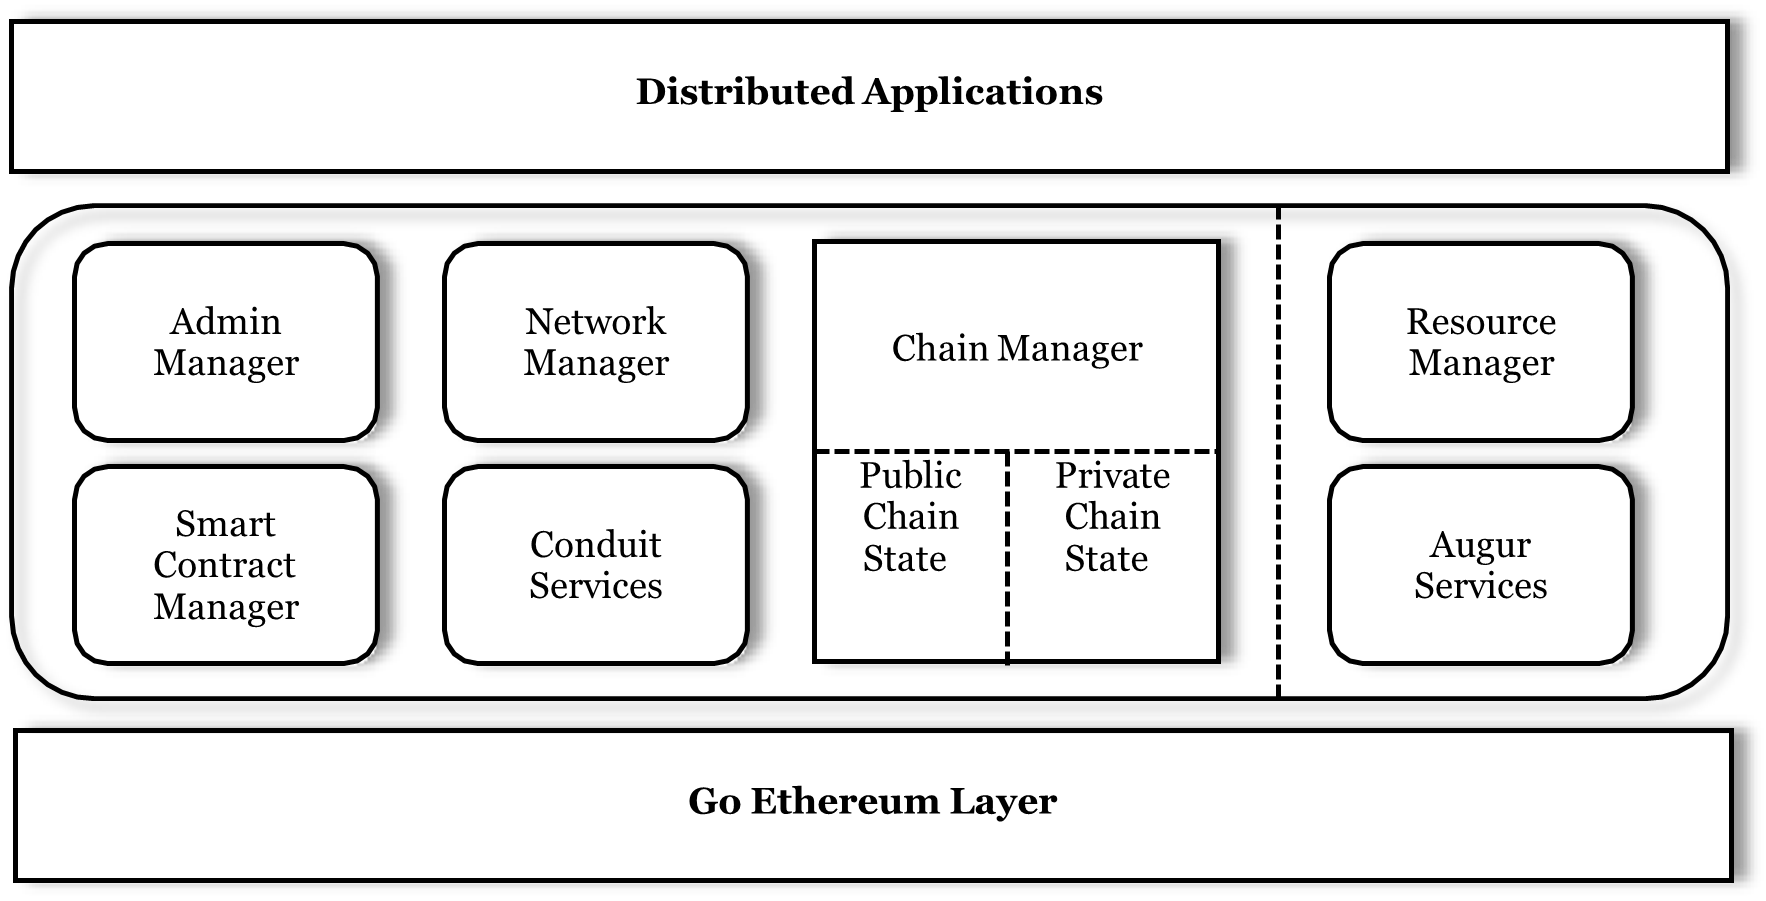 Distributed Applications
Admin
Manager
Network
Manager
Chain Manager
Resource
Manager
Smart
Contract
Manager
Conduit
Services
Public
Chain
State
Private
Chain
State
Augur
Services
Go Ethereum Layer